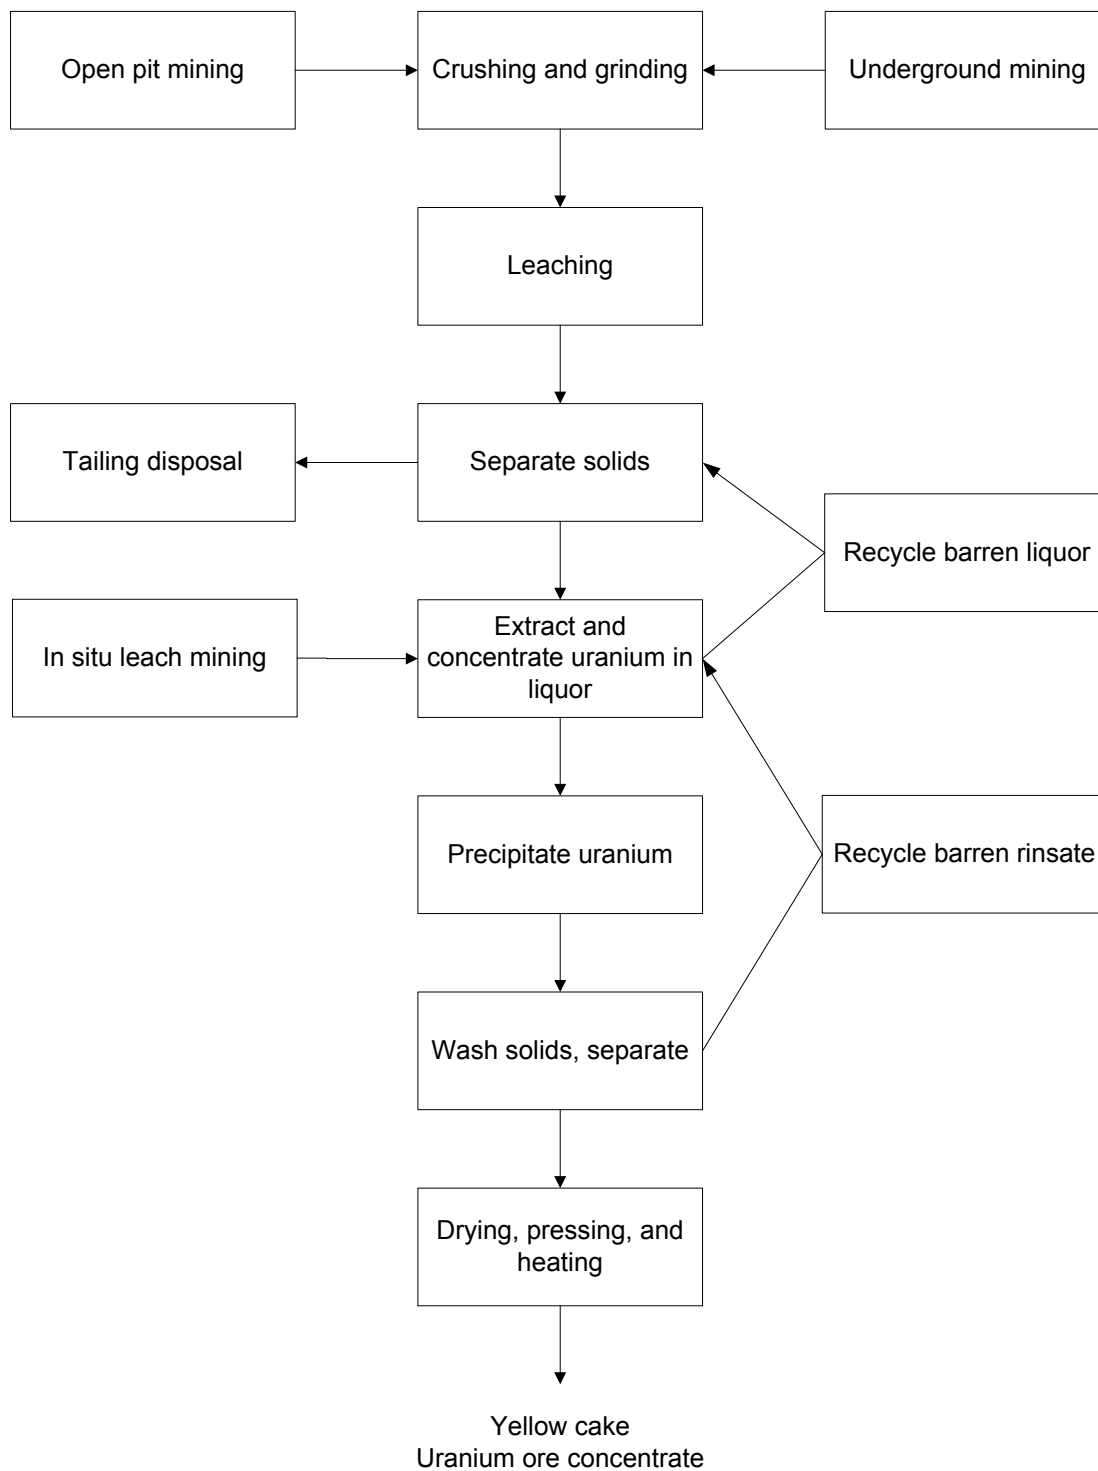 Open pit mining
Crushing and grinding
Underground mining
Leaching
Tailing disposal
Separate solids
Recycle barren liquor
In situ leach mining
Extract and
concentrate uranium in
liquor
Precipitate uranium
Recycle barren rinsate
Wash solids, separate
Drying, pressing, and
heating
Yellow cake
Uranium ore concentrate